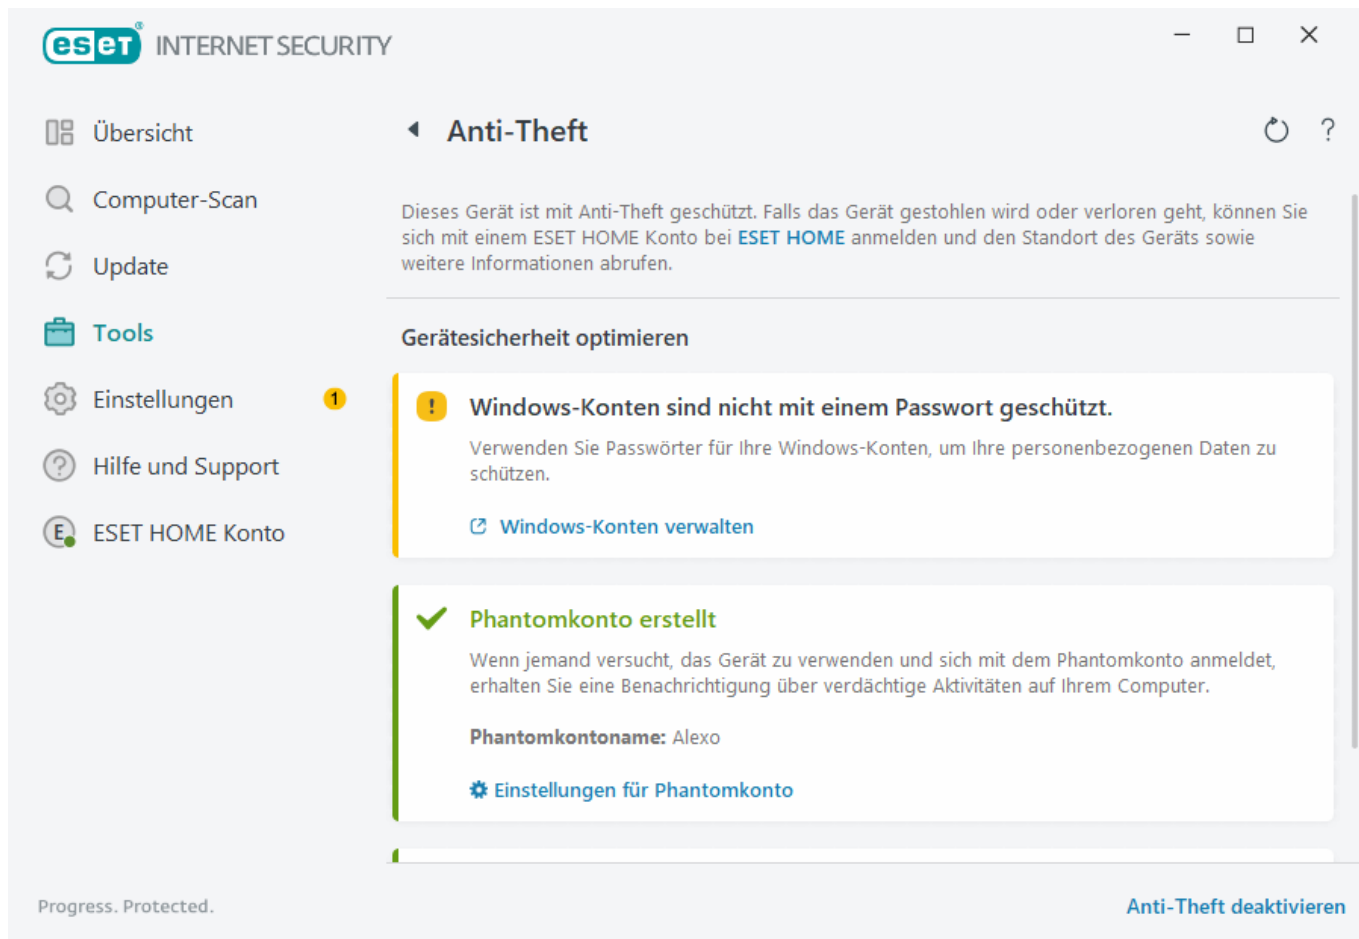 eset® INTERNET SECURITY
Übersicht
Computer-Scan
Update
Tools
Einstellungen 1
Hilfe und Support
E ESET HOME Konto
Anti-Theft
?
Dieses Gerät ist mit Anti-Theft geschützt. Falls das Gerät gestohlen wird oder verloren geht, können Sie
sich mit einem ESET HOME Konto bei ESET HOME anmelden und den Standort des Geräts sowie
weitere Informationen abrufen.
Gerätesicherheit optimieren
! Windows-Konten sind nicht mit einem Passwort geschützt.
Verwenden Sie Passwörter für Ihre Windows-Konten, um Ihre personenbezogenen Daten zu
schützen.
Windows-Konten verwalten
Phantomkonto erstellt
Wenn jemand versucht, das Gerät zu verwenden und sich mit dem Phantomkonto anmeldet,
erhalten Sie eine Benachrichtigung über verdächtige Aktivitäten auf Ihrem Computer.
Phantomkontoname: Alexo
Einstellungen für Phantomkonto
Progress. Protected.
Anti-Theft deaktivieren